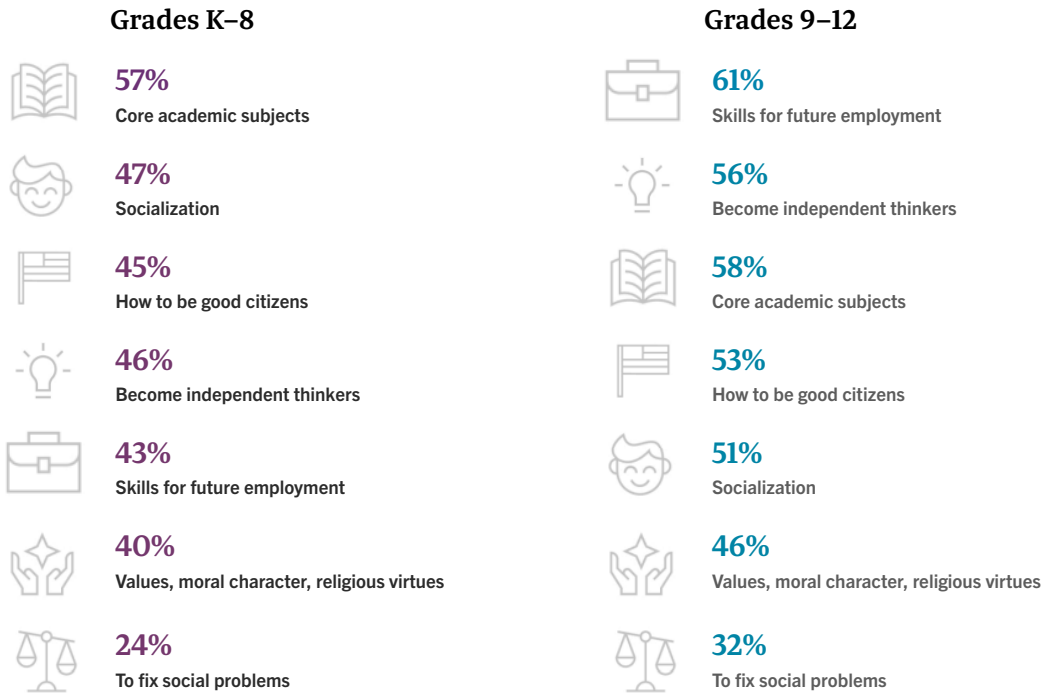 Grades K–8
57%
Core academic subjects
47%
Socialization
45%
How to be good citizens
46%
Become independent thinkers
43%
Skills for future employment
40%
Values, moral character, religious virtues
24%
To fix social problems
Grades 9–12
61%
Skills for future employment
56%
Become independent thinkers
58%
Core academic subjects
53%
How to be good citizens
51%
Socialization
46%
Values, moral character, religious virtues
32%
To fix social problems